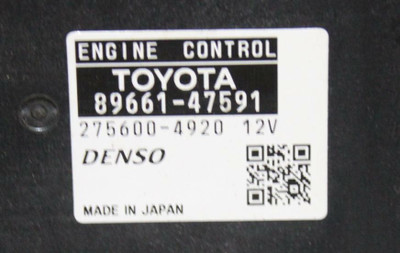 ENGINE CONTROL
TOYOTA
89661-47591
275600-4920 12V
DENSO
MADE IN JAPAN